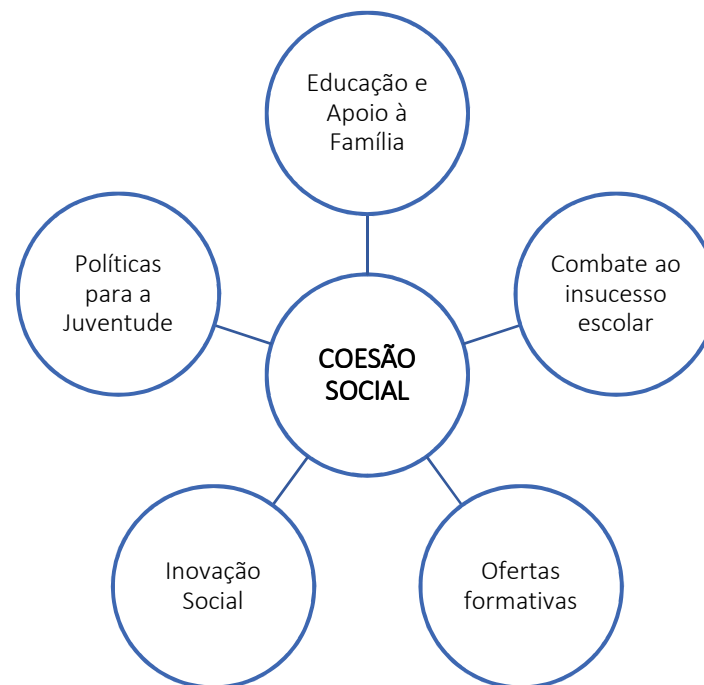 Educação e
Apoio à
Família
Políticas
para a
Juventude
Combate ao
insucesso
escolar
COESÃO
SOCIAL
Inovação
Social
Ofertas
formativas